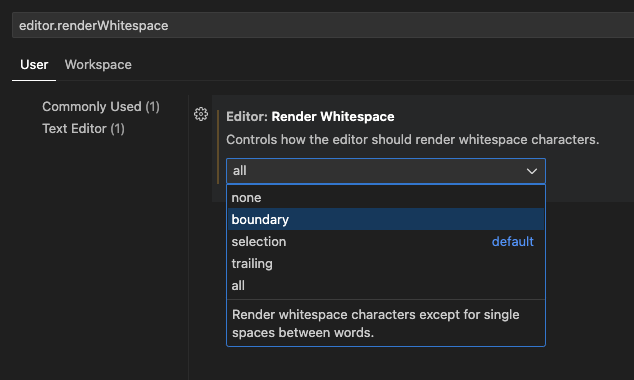 editor.renderWhitespace
User Workspace
Commonly Used (1)
Text Editor (1)
Editor: Render Whitespace
Controls how the editor should render whitespace characters.
all
none
boundary
selection default
trailing
all
Render whitespace characters except for single
spaces between words.